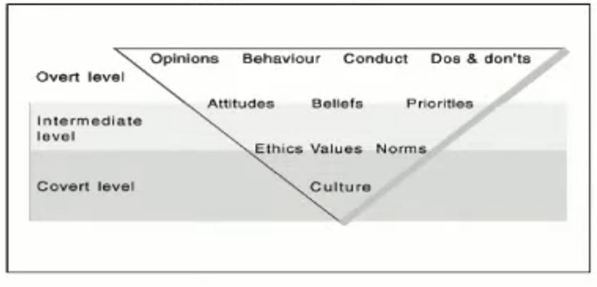 Opinions Behaviour Conduct Dos & don'ts
Overt level
Attitudes Beliefs Priorities
Intermediate
level
Ethics Values Norms
Covert level Culture